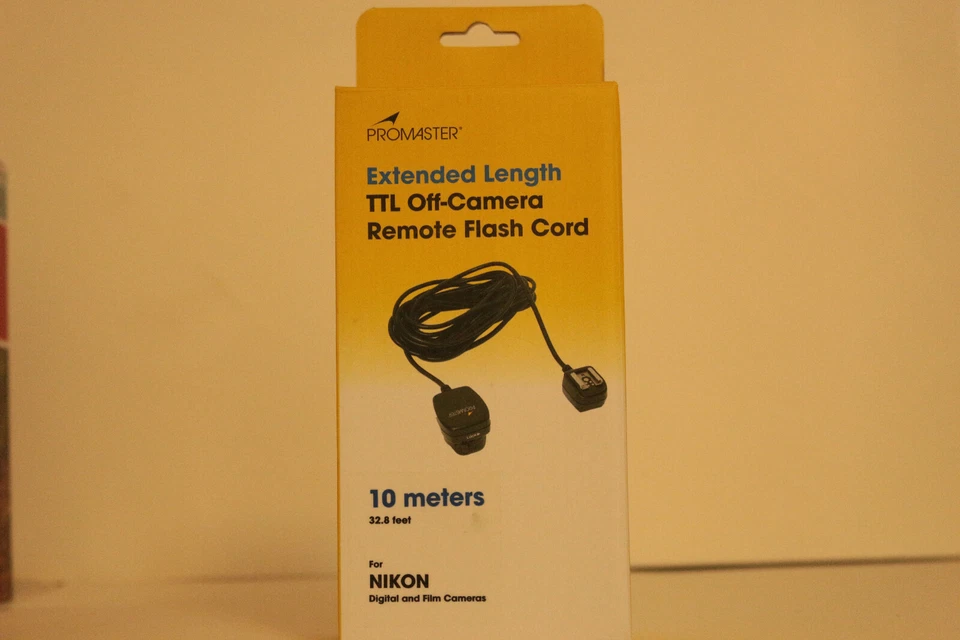 PROMASTER
Extended Length
TTL Off-Camera
Remote Flash Cord
PROMASTER
10 meters
32.8 feet
For
NIKON
Digital and Film Cameras